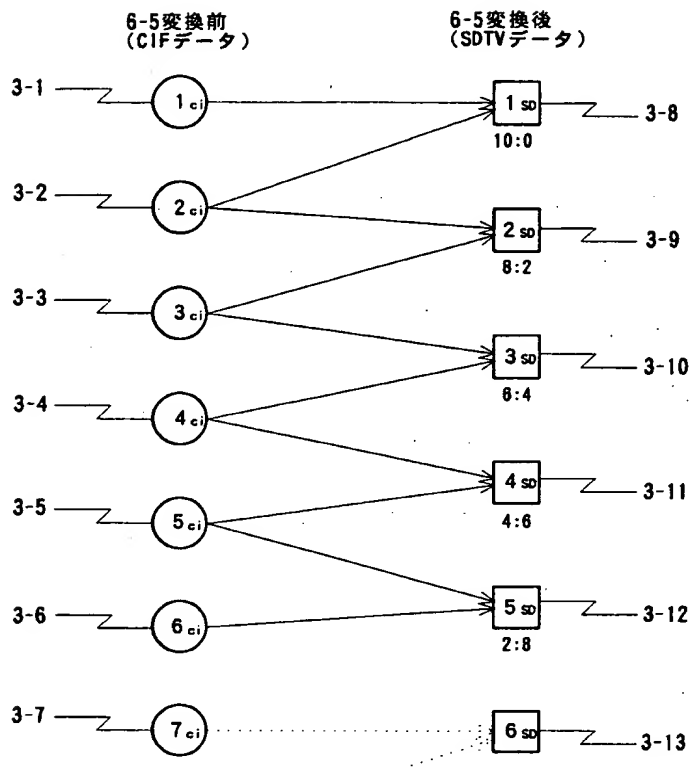 6-5変換前
(CIFデータ)
6-5変換後
(SDTVデータ)
3-1
1ci
1SD
3-8
10:0
3-2
2ci
2SD
3-9
8:2
3-3
3ci
3SD
3-10
6:4
3-4
4ci
4SD
3-11
4:6
3-5
5ci
5SD
3-12
2:8
3-6
6ci
3-7
7ci
6SD
3-13